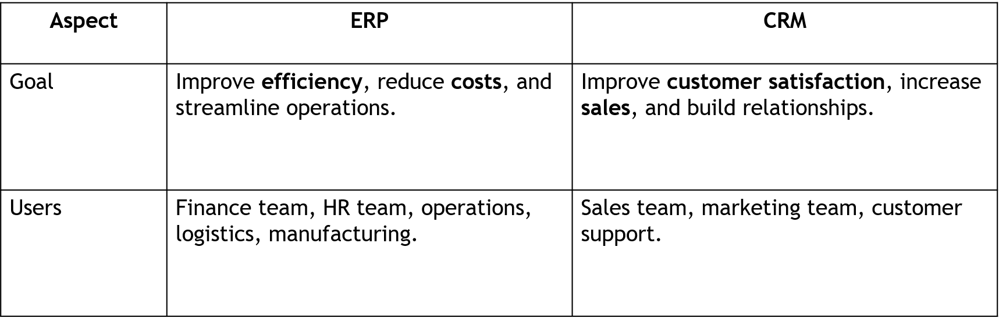 Aspect
ERP
CRM
Goal
Improve efficiency, reduce costs, and
streamline operations.
Improve customer satisfaction, increase
sales, and build relationships.
Users
Finance team, HR team, operations,
logistics, manufacturing.
Sales team, marketing team, customer
support.